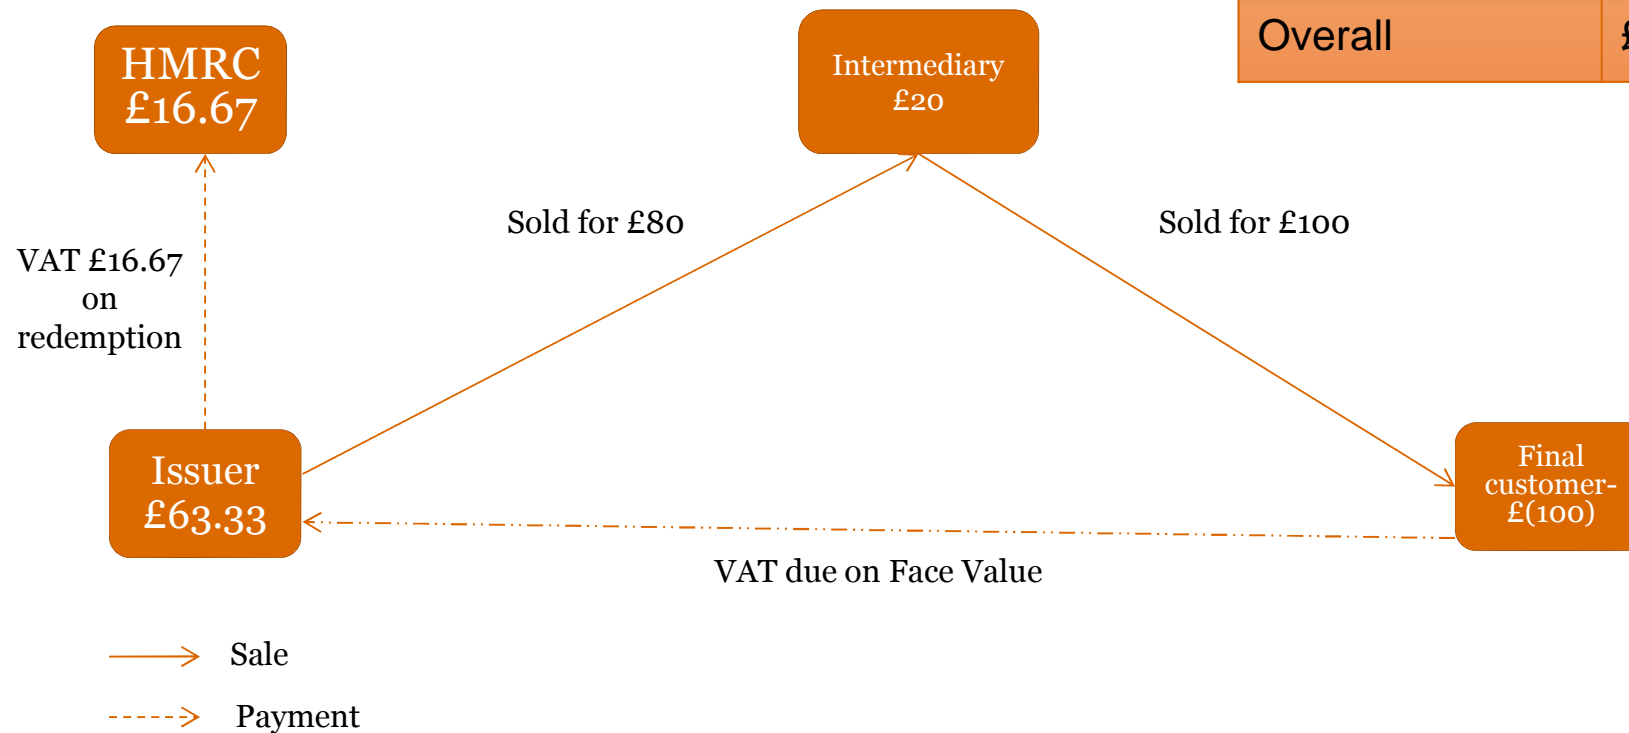 HMRC
£16.67
Intermediary
£20
Overall
Sold for £80
Sold for £100
VAT £16.67
on
redemption
Issuer
£63.33
Final
customer-
£(100)
VAT due on Face Value
Sale
Payment